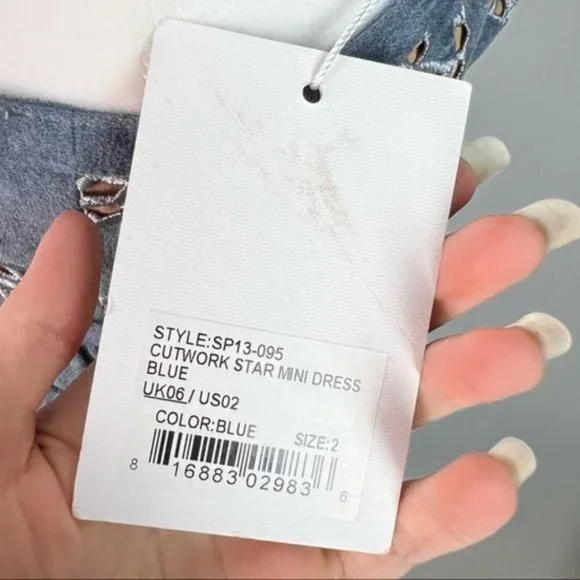 STYLE:SP13-095
CUTWORK STAR MINI DRESS
BLUE
UK06 / US02
COLOR:BLUE SIZE:2
8 16883 02983 6